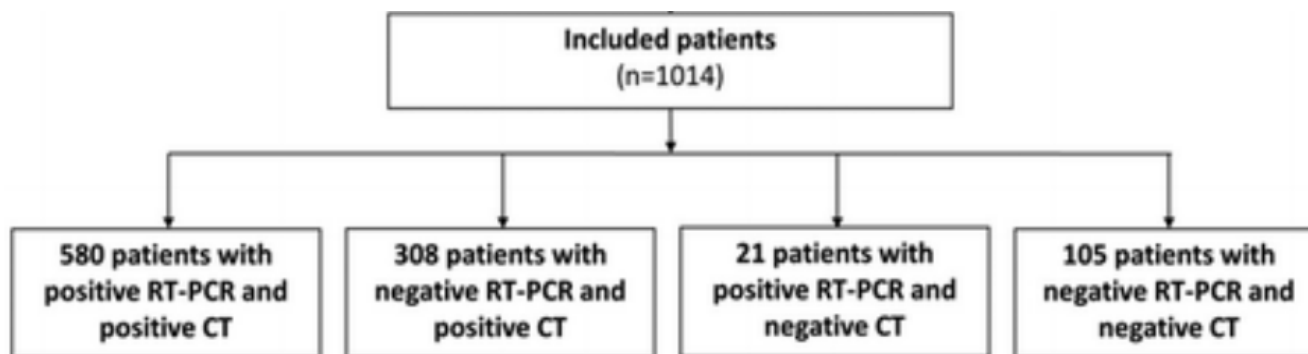 Included patients
(n=1014)
580 patients with
positive RT-PCR and
positive CT
308 patients with
negative RT-PCR and
positive CT
21 patients with
positive RT-PCR and
negative CT
105 patients with
negative RT-PCR and
negative CT